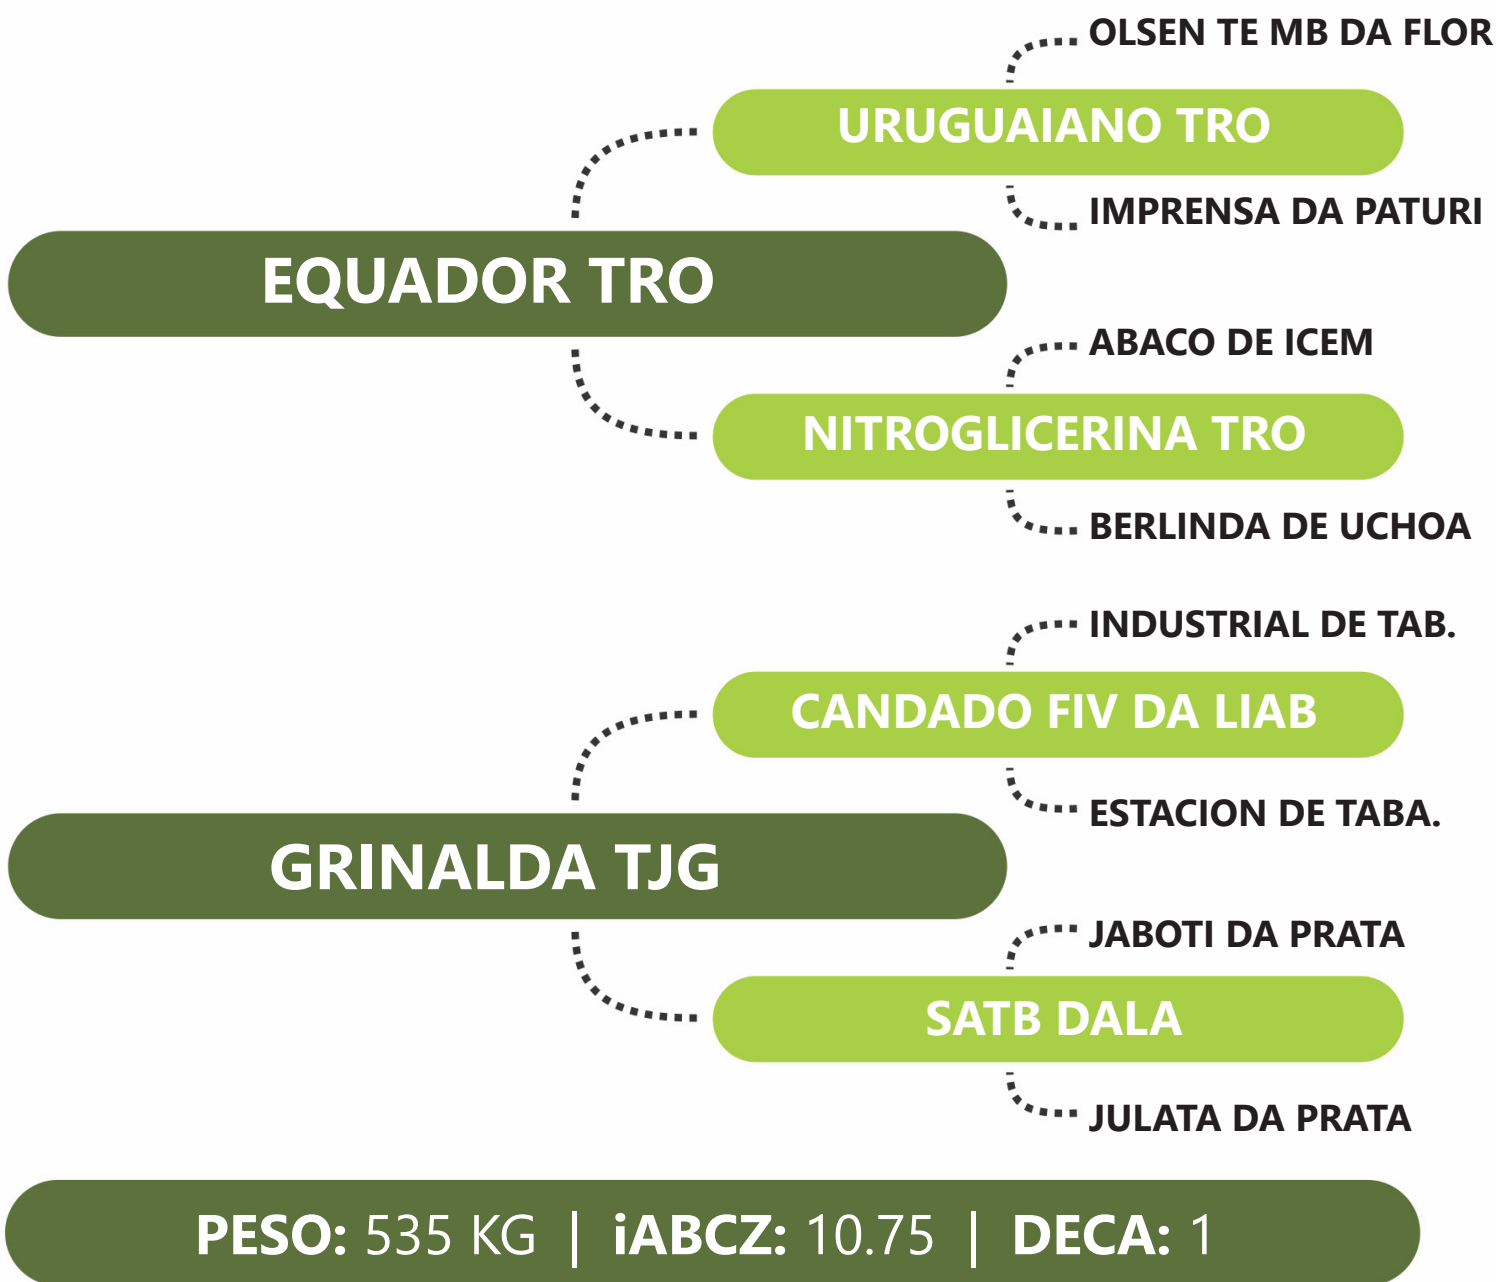 OLSEN TE MB DA FLOR
URUGUAIANO TRO
IMPRENSA DA PATURI
EQUADOR TRO
ABACO DE ICEM
NITROGLICERINA TRO
BERLINDA DE UCHOA
INDUSTRIAL DE TAB.
CANDADO FIV DA LIAB
ESTACION DE TABA.
GRINALDA TJG
JABOTI DA PRATA
SATB DALA
JULATA DA PRATA
PESO: 535 KG | iABCZ: 10.75 | DECA: 1